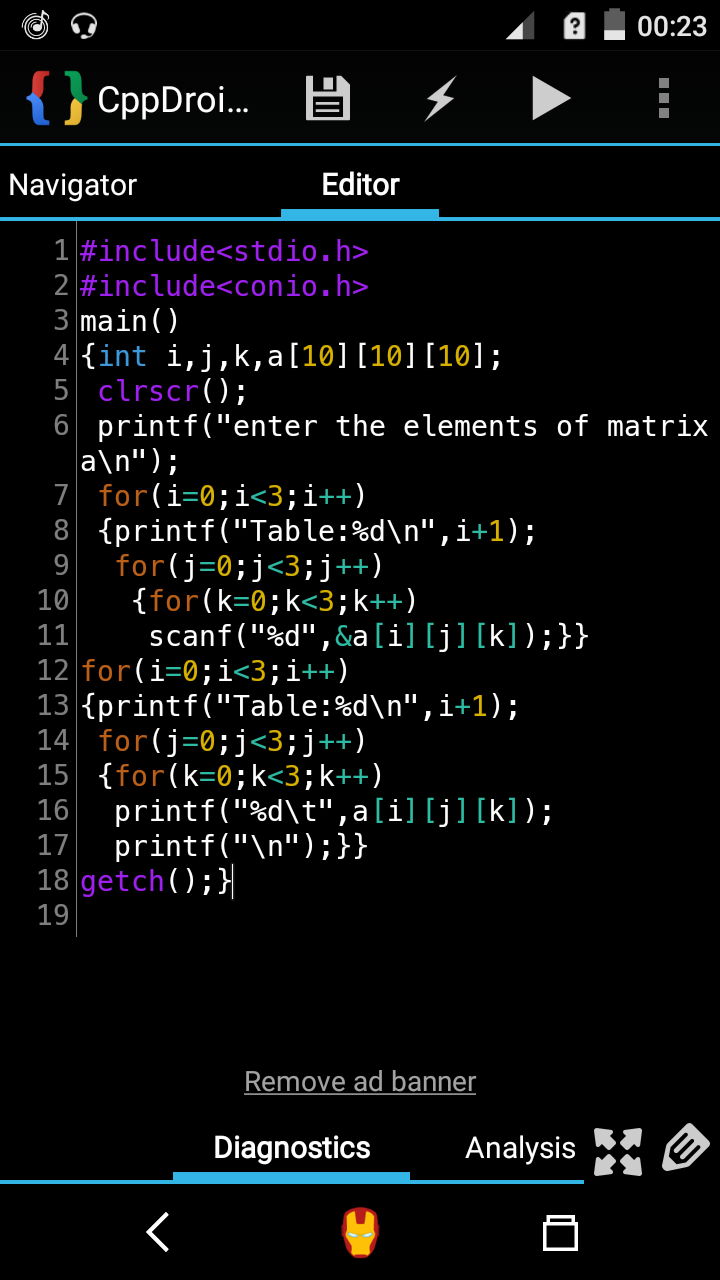 00:23
CppDroi...
Navigator Editor
1 #include<stdio.h>
2 #include<conio.h>
3 main()
4 {int i,j,k,a[10][10][10];
5 clrscr();
6 printf("enter the elements of matrix
a\n");
7 for(i=0;i<3;i++)
8 {printf("Table:%d\n",i+1);
9 for(j=0;j<3;j++)
10 {for(k=0;k<3;k++)
11 scanf("%d",&a[i][j][k]);}}
12 for(i=0;i<3;i++)
13 {printf("Table:%d\n",i+1);
14 for(j=0;j<3;j++)
15 {for(k=0;k<3;k++)
16 printf("%d\t",a[i][j][k]);
17 printf("\n");}}
18 getch();}
19
Remove ad banner
Diagnostics Analysis